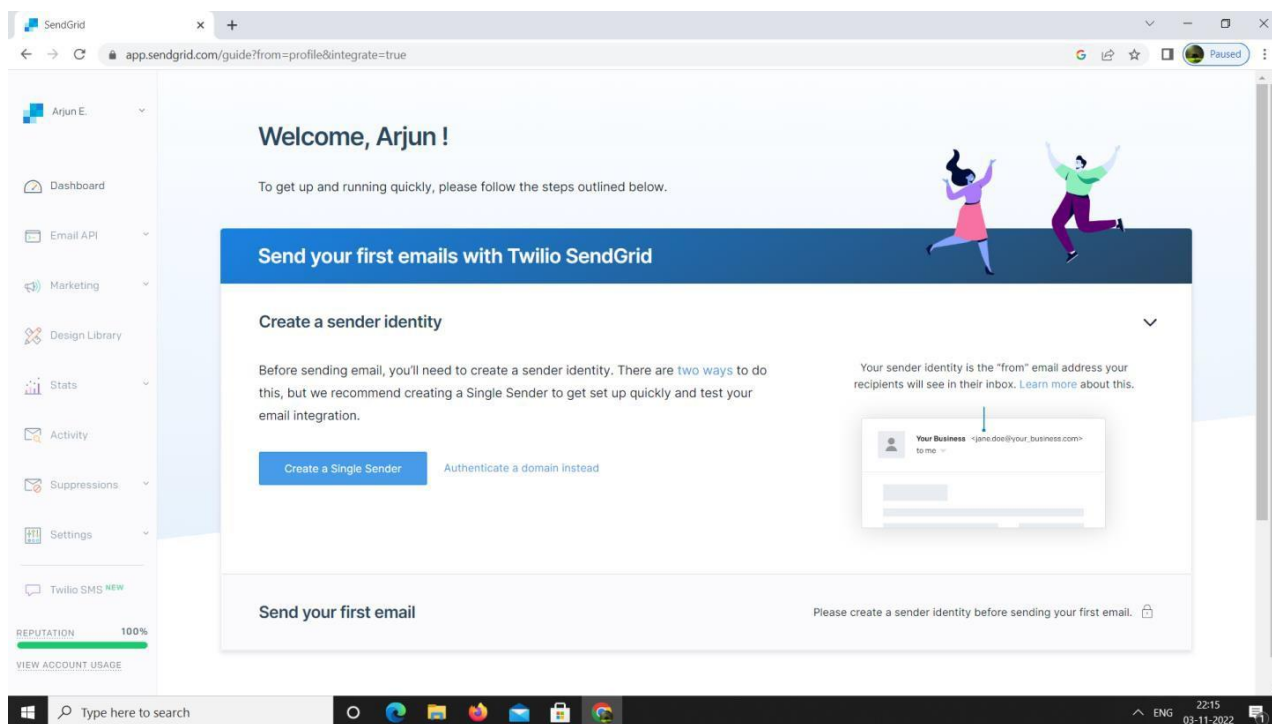 SendGrid
app.sendgrid.com/guide?from=profile&integrate=true
Paused
Arjun E.
Dashboard
Email API
Marketing
Design Library
Stats
Activity
Suppressions
Settings
Twilio SMS NEW
REPUTATION 100%
VIEW ACCOUNT USAGE
Welcome, Arjun !
To get up and running quickly, please follow the steps outlined below.
Send your first emails with Twilio SendGrid
Create a sender identity
Before sending email, you'll need to create a sender identity. There are two ways to do
this, but we recommend creating a Single Sender to get set up quickly and test your
email integration.
Create a Single Sender
Authenticate a domain instead
Your sender identity is the "from" email address your
recipients will see in their inbox. Learn more about this.
Your Business <jane.doe@your_business.com>
to me
Send your first email
Please create a sender identity before sending your first email.
Type here to search
ENG
22:15
03-11-2022